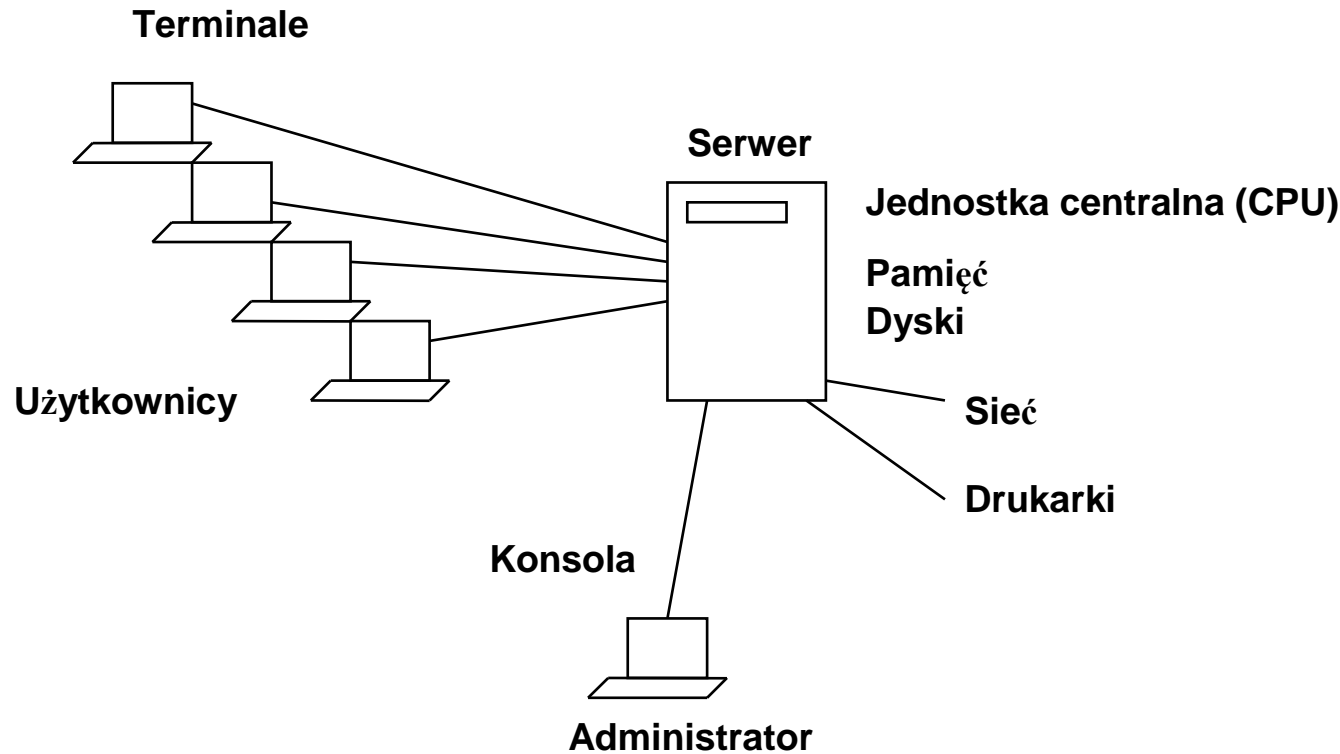 Terminale
Serwer
Jednostka centralna (CPU)
Pamięć
Dyski
Użytkownicy
Sieć
Drukarki
Konsola
Administrator